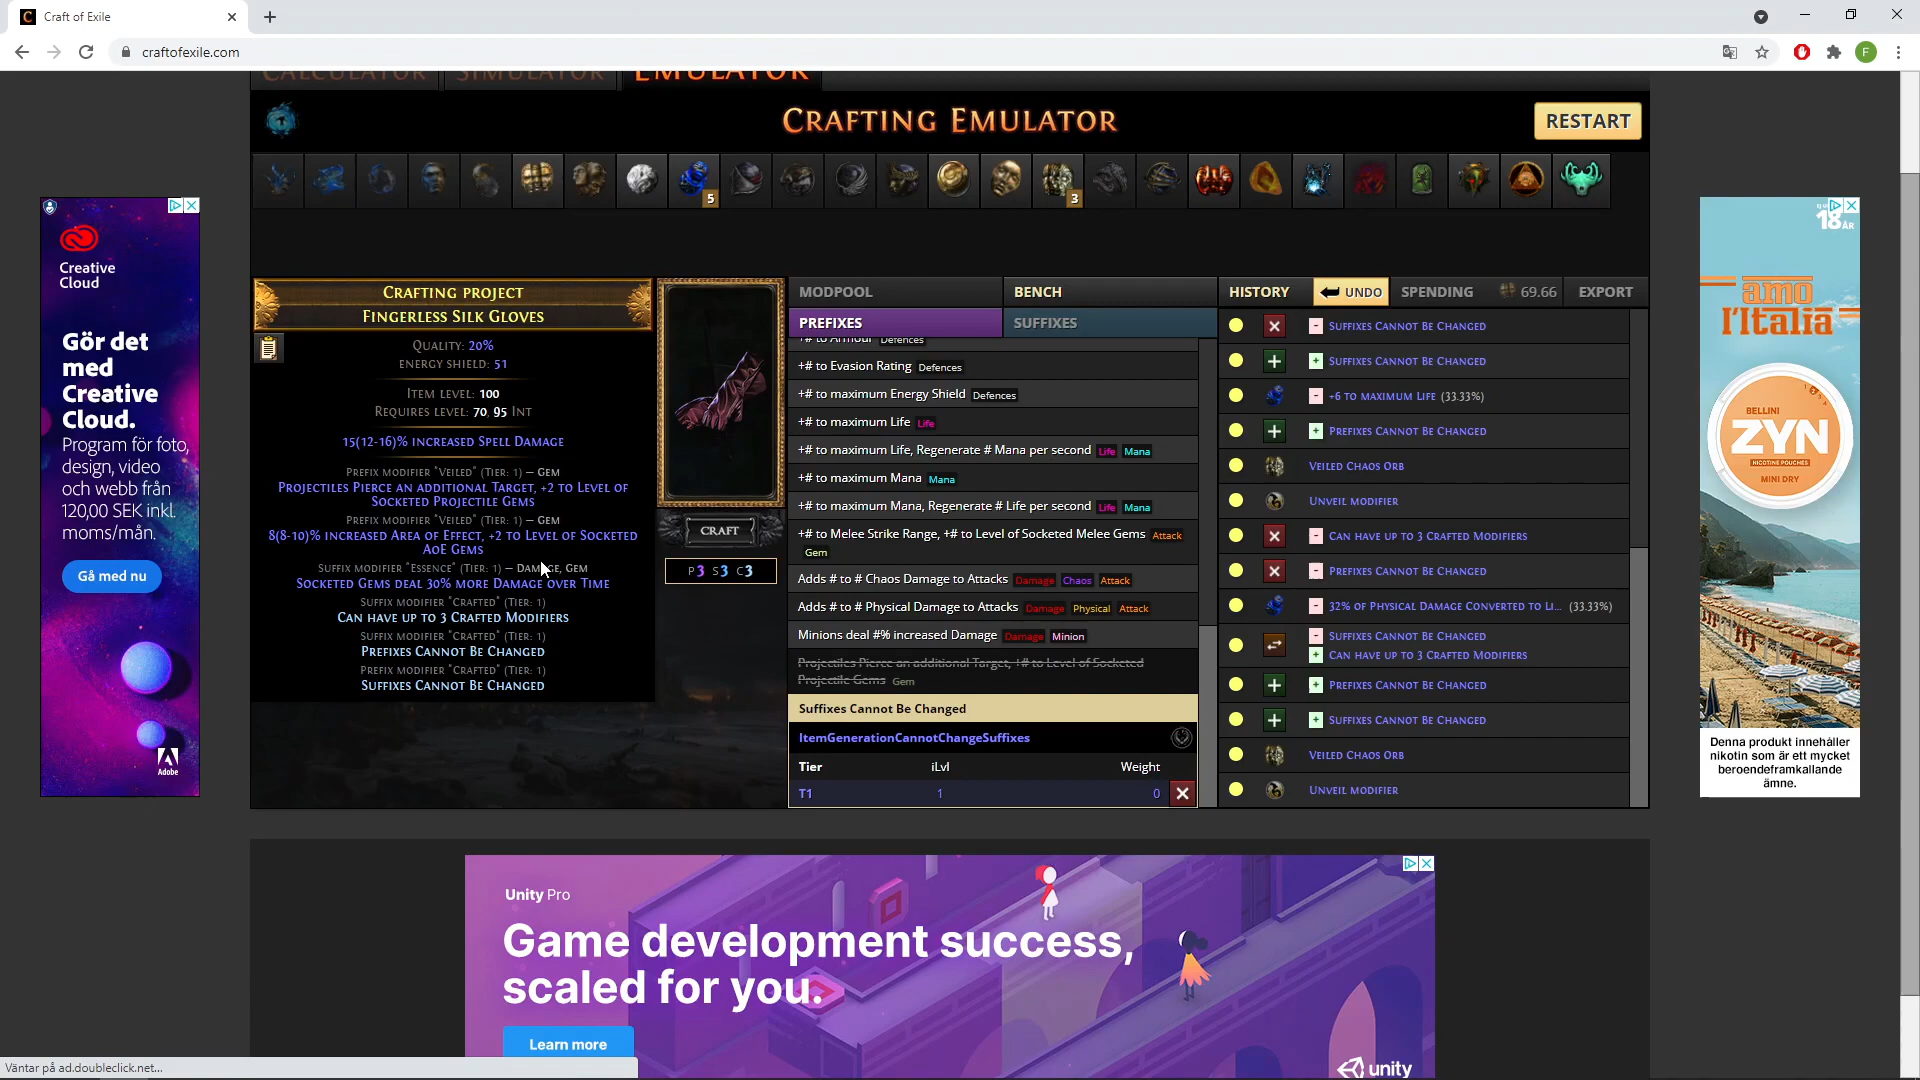 Craft of Exile
craftofexile.com
F
CALCULATOR
SIMULATOR
EMULATOR
CRAFTING EMULATOR
RESTART
5
3
CRAFTING PROJECT
FINGERLESS SILK GLOVES
QUALITY: 20%
ENERGY SHIELD: 51
ITEM LEVEL: 100
REQUIRES LEVEL: 70, 95 INT
15(12-16)% INCREASED SPELL DAMAGE
PREFIX MODIFIER "VEILED" (TIER: 1) — GEM
PROJECTILES PIERCE AN ADDITIONAL TARGET, +2 TO LEVEL OF
SOCKETED PROJECTILE GEMS
PREFIX MODIFIER "VEILED" (TIER: 1) — GEM
8(8-10)% INCREASED AREA OF EFFECT, +2 TO LEVEL OF SOCKETED
AOE GEMS
SUFFIX MODIFIER "ESSENCE" (TIER: 1) — DAMAGE, GEM
SOCKETED GEMS DEAL 30% MORE DAMAGE OVER TIME
SUFFIX MODIFIER "CRAFTED" (TIER: 1)
CAN HAVE UP TO 3 CRAFTED MODIFIERS
SUFFIX MODIFIER "CRAFTED" (TIER: 1)
PREFIXES CANNOT BE CHANGED
SUFFIX MODIFIER "CRAFTED" (TIER: 1)
SUFFIXES CANNOT BE CHANGED
CRAFT
P3 S3 C3
MODPOOL
BENCH
PREFIXES
SUFFIXES
+# to Armour Defences
+# to Evasion Rating Defences
+# to maximum Energy Shield Defences
+# to maximum Life Life
+# to maximum Life, Regenerate # Mana per second Life Mana
+# to maximum Mana Mana
+# to maximum Mana, Regenerate # Life per second Life Mana
+# to Melee Strike Range, +# to Level of Socketed Melee Gems Attack
Gem
Adds # to # Chaos Damage to Attacks Damage Chaos Attack
Adds # to # Physical Damage to Attacks Damage Physical Attack
Minions deal #% increased Damage Damage Minion
Projectiles Pierce an additional Target, +# to Level of Socketed
Projectile Gems Gem
Suffixes Cannot Be Changed
ItemGenerationCannotChangeSuffixes
Tier iLvl Weight
T1 1 0
HISTORY
UNDO
SPENDING
69.66
EXPORT
- SUFFIXES CANNOT BE CHANGED
+ SUFFIXES CANNOT BE CHANGED
- +6 TO MAXIMUM LIFE (33.33%)
+ PREFIXES CANNOT BE CHANGED
VEILED CHAOS ORB
UNVEIL MODIFIER
- CAN HAVE UP TO 3 CRAFTED MODIFIERS
- PREFIXES CANNOT BE CHANGED
- 32% OF PHYSICAL DAMAGE CONVERTED TO LI... (33.33%)
- SUFFIXES CANNOT BE CHANGED
+ CAN HAVE UP TO 3 CRAFTED MODIFIERS
+ PREFIXES CANNOT BE CHANGED
+ SUFFIXES CANNOT BE CHANGED
VEILED CHAOS ORB
UNVEIL MODIFIER
Creative
Cloud
Gör det
med
Creative
Cloud.
Program för foto,
design, video
och webb från
120,00 SEK inkl.
moms/mån.
Gå med nu
Adobe
18
ÅR
amo
l'Italia
BELLINI
ZYN
NICOTINE POUCHES
MINI DRY
Denna produkt innehåller
nikotin som är ett mycket
beroendeframkallande
ämne.
Unity Pro
Game development success,
scaled for you.
Learn more
unity
Väntar på ad.doubleclick.net...